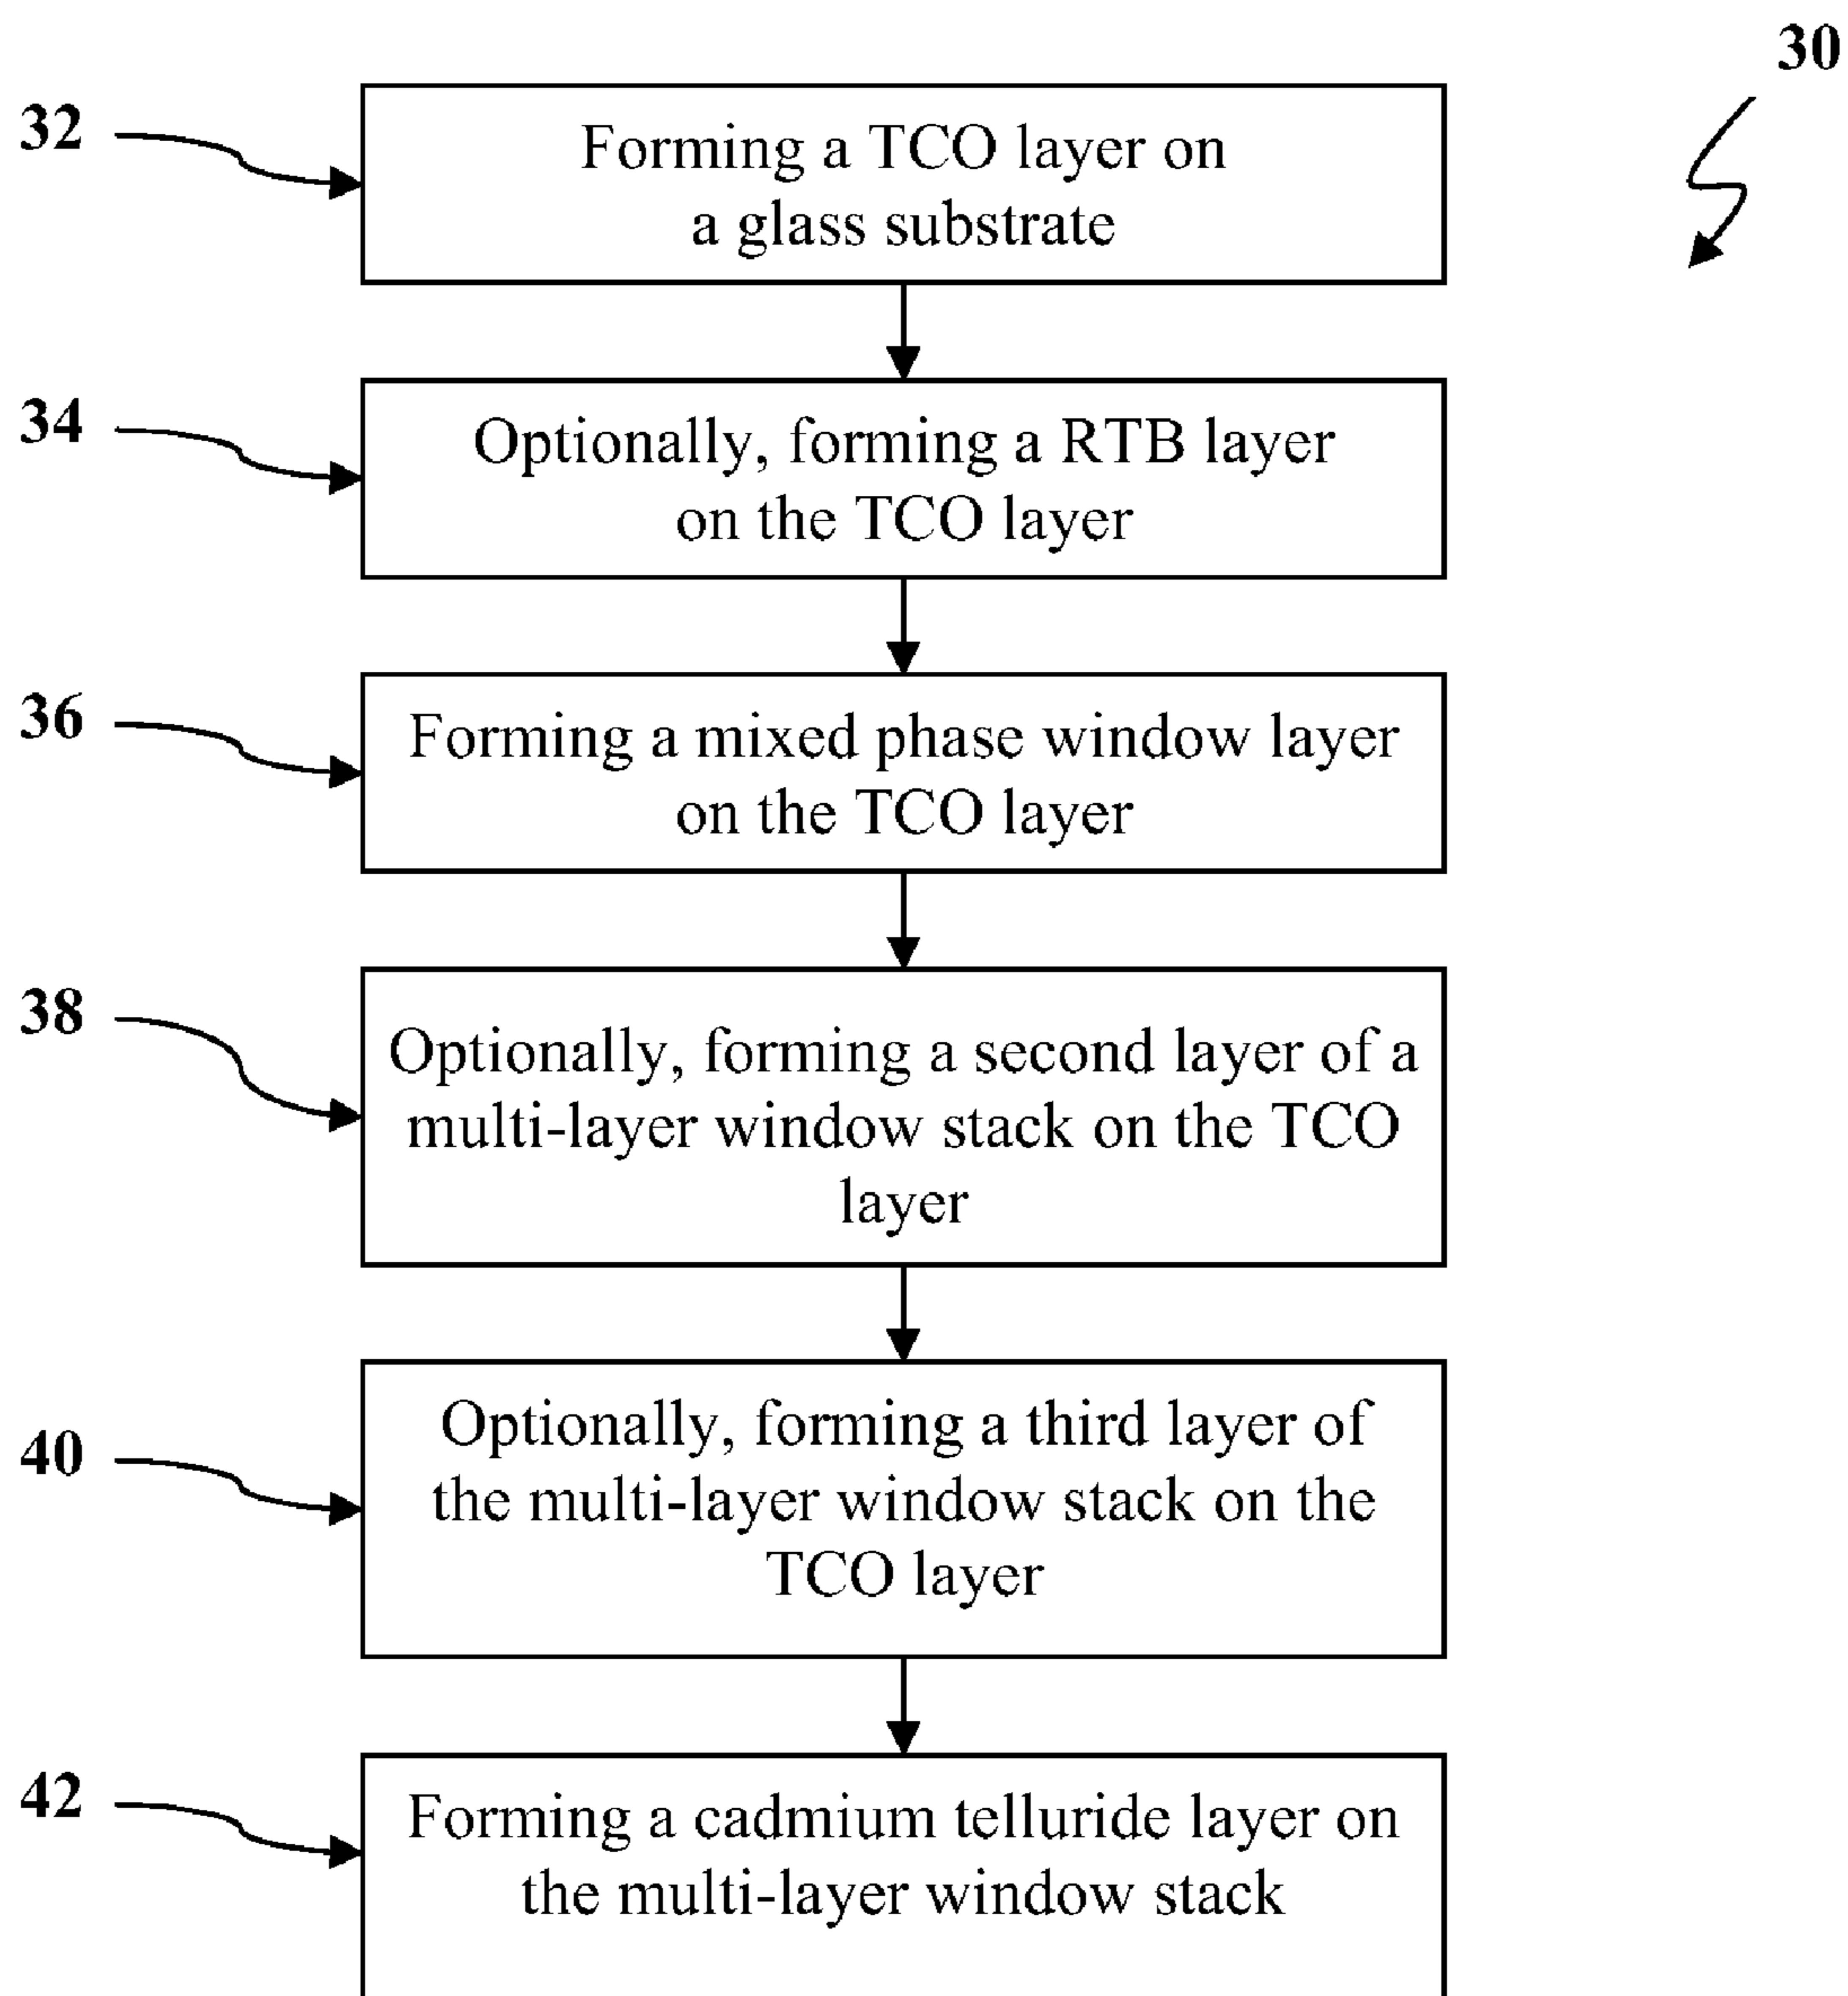 30
32
Forming a TCO layer on
a glass substrate
34
Optionally, forming a RTB layer
on the TCO layer
36
Forming a mixed phase window layer
on the TCO layer
38
Optionally, forming a second layer of a
multi-layer window stack on the TCO
layer
40
Optionally, forming a third layer of
the multi-layer window stack on the
TCO layer
42
Forming a cadmium telluride layer on
the multi-layer window stack